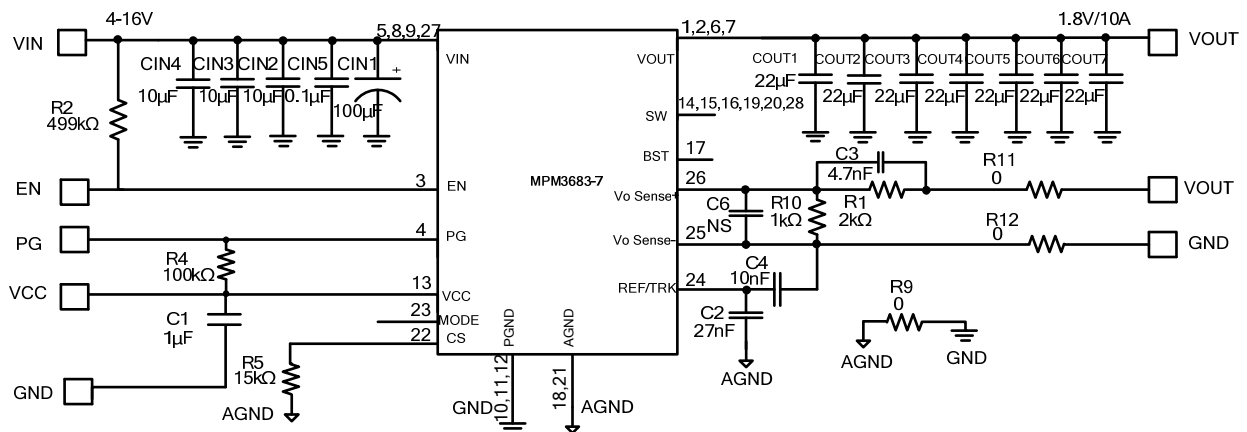 4-16V
5,8,9,27
1,2,6,7
1.8V/10A
VIN
VOUT
VIN
VOUT
CIN4
CIN3
CIN2
CIN5
CIN1
+
10µF
10µF
10µF
0.1µF
100µF
COUT1
COUT2
COUT3
COUT4
COUT5
COUT6
COUT7
22µF
22µF
22µF
22µF
22µF
22µF
22µF
R2
499kΩ
14,15,16,19,20,28
SW
17
BST
MPM3683-7
EN
3
EN
26
Vo Sense+
C3
4.7nF
R11
0
VOUT
C6
NS
R10
1kΩ
R1
2kΩ
PG
4
PG
25
Vo Sense-
R12
0
GND
R4
100kΩ
C4
10nF
VCC
13
VCC
24
REF/TRK
C1
1µF
23
MODE
22
CS
PGND
AGND
C2
27nF
R9
0
AGND
GND
R5
15kΩ
GND
AGND
GND
10,11,12
18,21
AGND
AGND